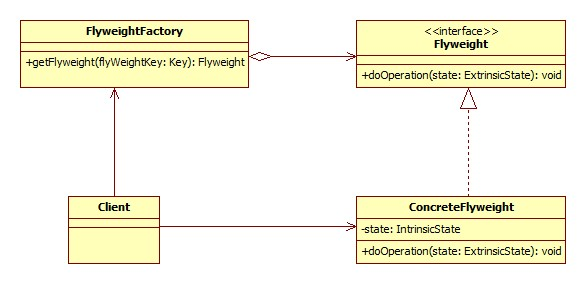 FlyweightFactory
+getFlyweight(flyWeightKey: Key): Flyweight
<<interface>>
Flyweight
+doOperation(state: ExtrinsicState): void
Client
ConcreteFlyweight
-state: IntrinsicState
+doOperation(state: ExtrinsicState): void